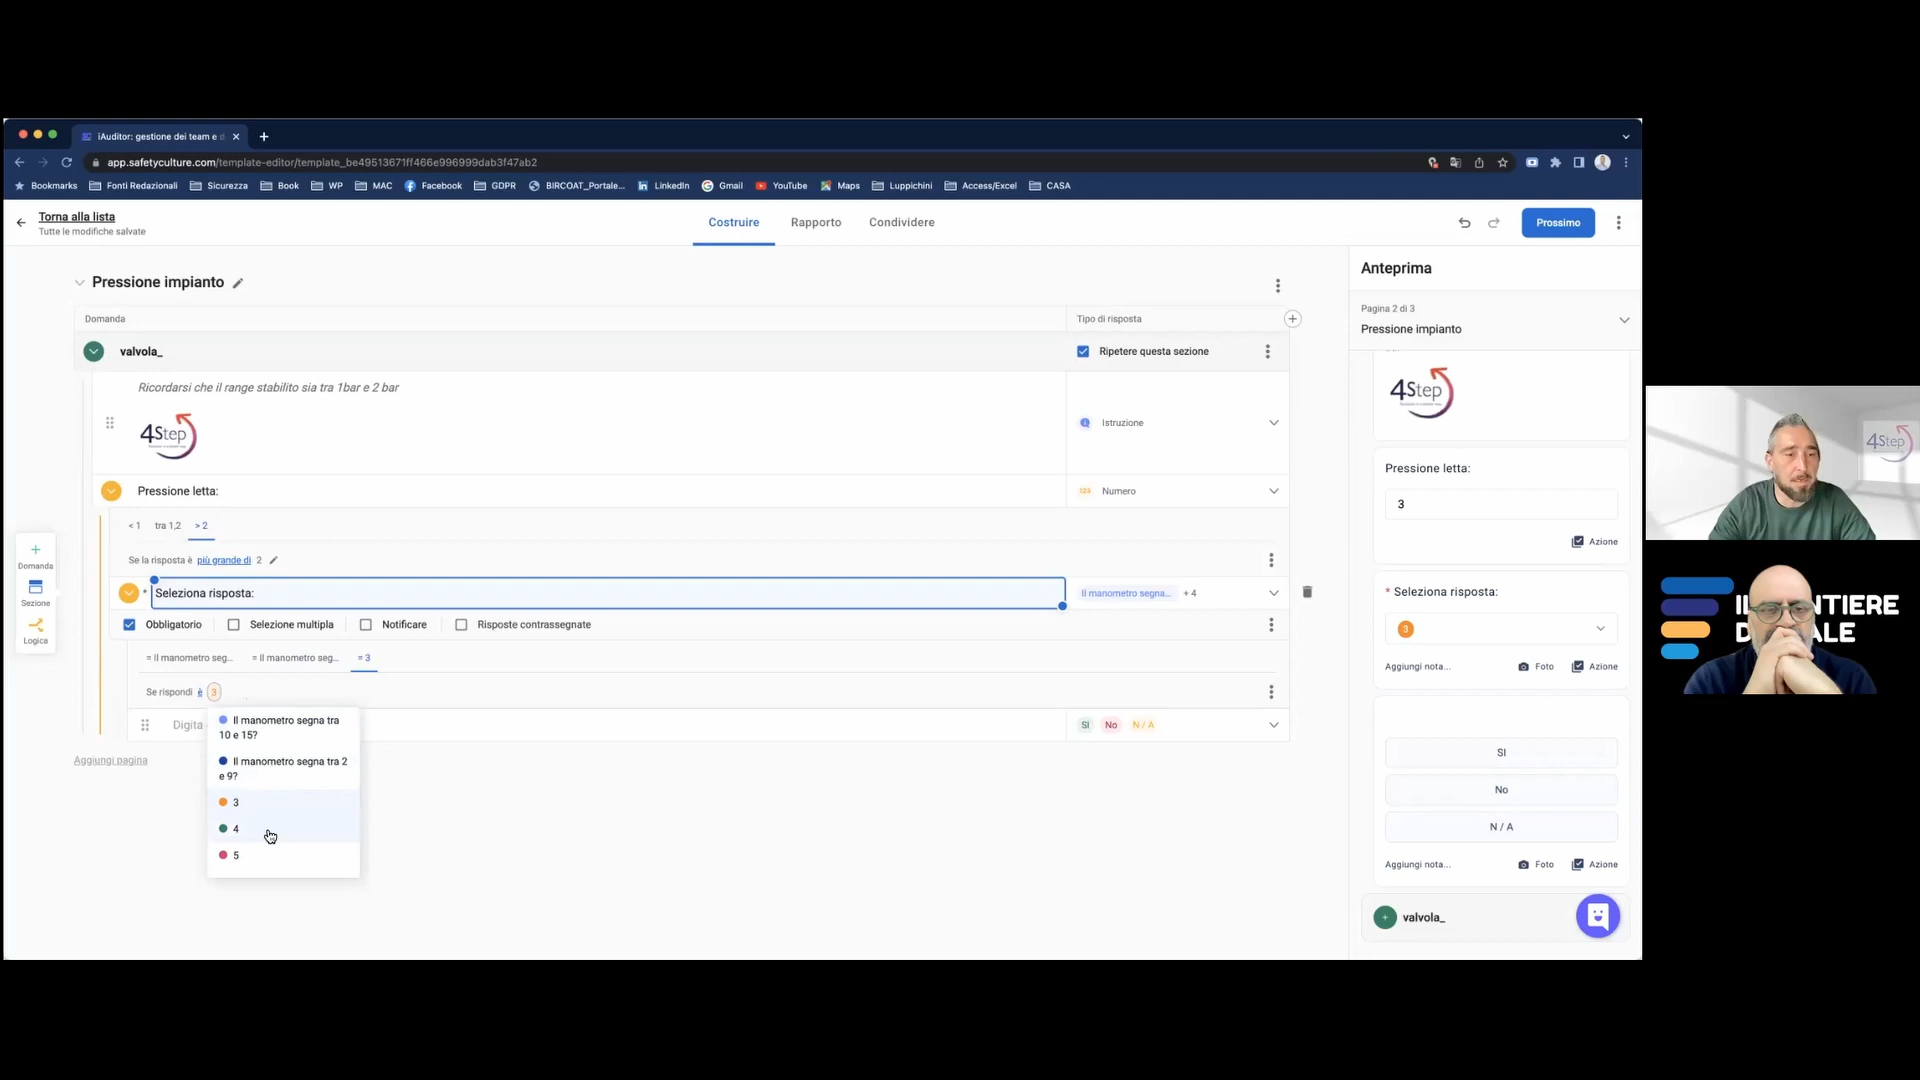 iAuditor: gestione dei team e d
app.safetyculture.com/template-editor/template_be49513671ff466e996999dab3f47ab2
Bookmarks Fonti Redazionali Sicurezza Book WP MAC Facebook GDPR BIRCOAT_Portale... LinkedIn Gmail YouTube Maps Luppichini Access/Excel CASA
Torna alla lista
Tutte le modifiche salvate
Costruire Rapporto Condividere
Prossimo
Pressione impianto
Domanda Tipo di risposta
valvola_ Ripetere questa sezione
Ricordarsi che il range stabilito sia tra 1bar e 2 bar
4Step
Istruzione
Pressione letta: 123 Numero
< 1 tra 1,2 > 2
Se la risposta è più grande di 2
* Seleziona risposta: Il manometro segna... + 4
Obbligatorio Selezione multipla Notificare Risposte contrassegnate
= Il manometro seg... = Il manometro seg... = 3
Se rispondi è 3
Digita SI No N / A
Il manometro segna tra
10 e 15?
Il manometro segna tra 2
e 9?
3
4
5
Aggiungi pagina
Domanda
Sezione
Logica
Anteprima
Pagina 2 di 3
Pressione impianto
4Step
Pressione letta:
3
Azione
* Seleziona risposta:
3
Aggiungi nota... Foto Azione
SI
No
N / A
Aggiungi nota... Foto Azione
valvola_
4Step